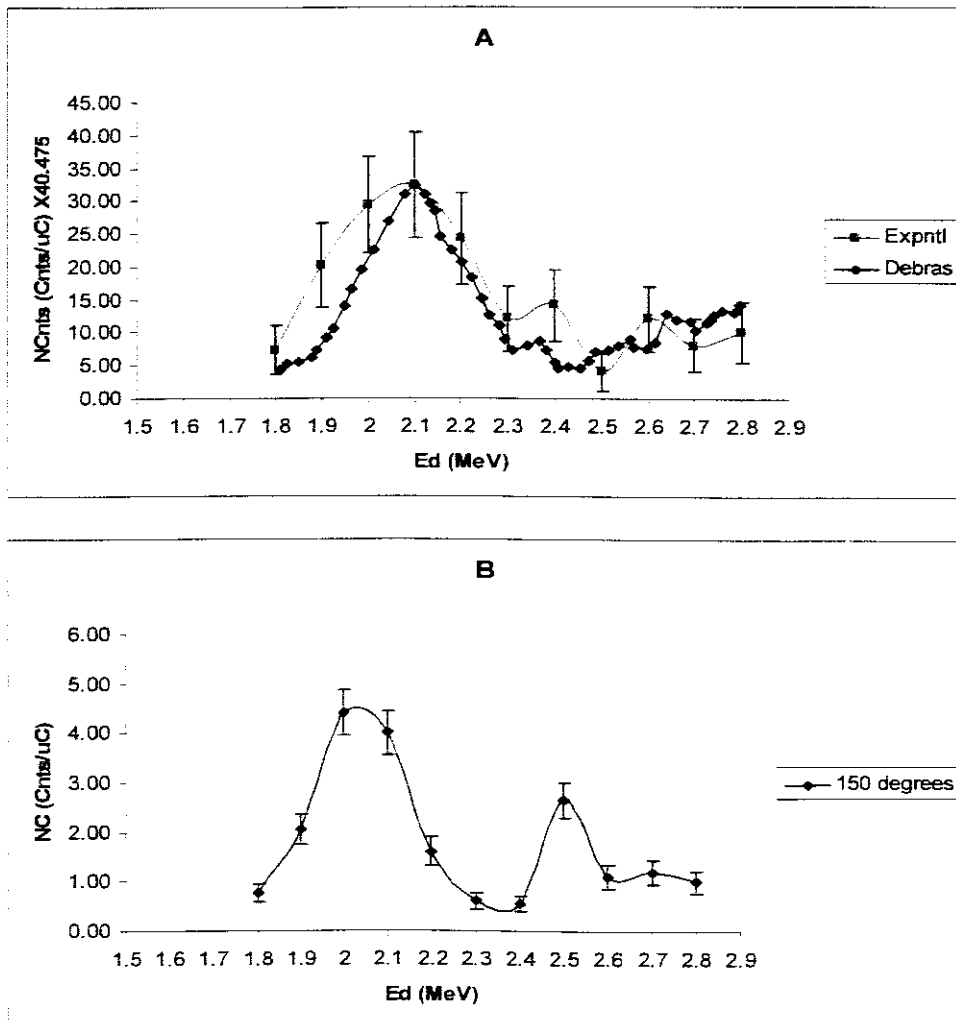 A
NCnts (Cnts/uC) X40.475
45.00
40.00
35.00
30.00
25.00
20.00
15.00
10.00
5.00
0.00
1.5 1.6 1.7 1.8 1.9 2 2.1 2.2 2.3 2.4 2.5 2.6 2.7 2.8 2.9
Ed (MeV)
Expntl
Debras
B
NC (Cnts/uC)
6.00
5.00
4.00
3.00
2.00
1.00
0.00
1.5 1.6 1.7 1.8 1.9 2 2.1 2.2 2.3 2.4 2.5 2.6 2.7 2.8 2.9
Ed (MeV)
150 degrees